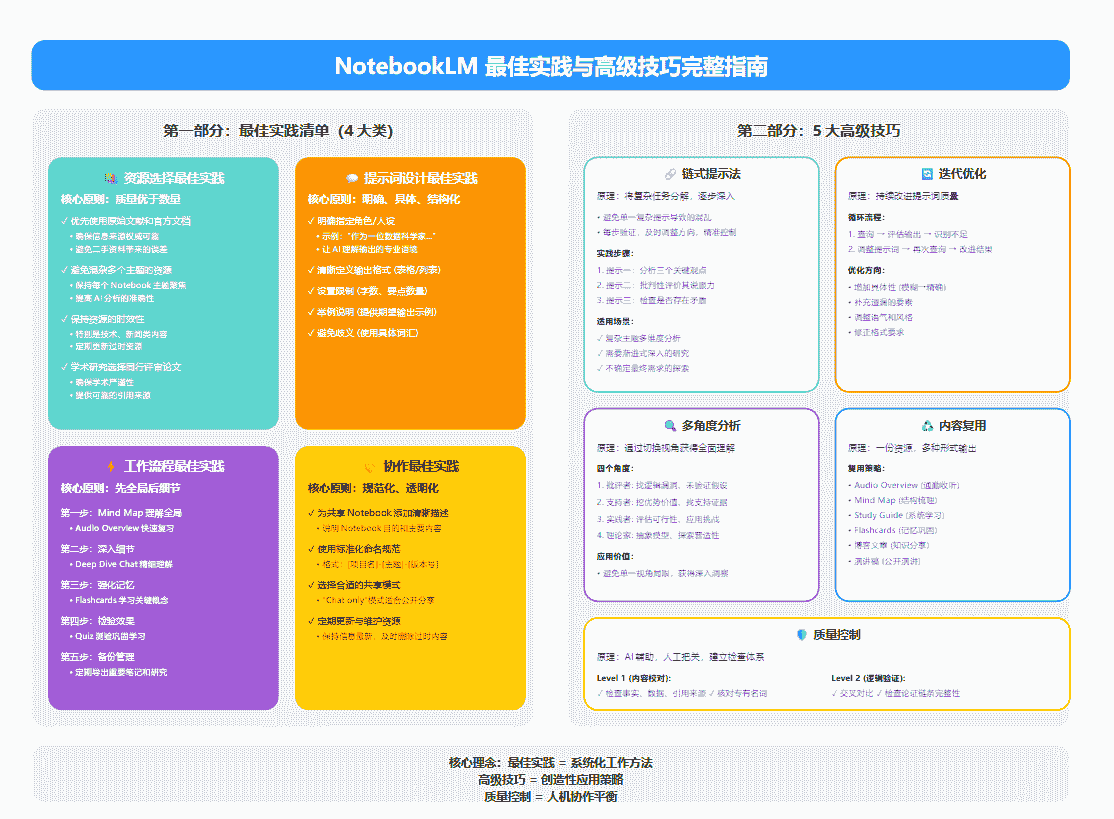 NotebookLM 最佳实践与高级技巧完整指南
第一部分：最佳实践清单（4 大类）
资源选择最佳实践
核心原则：质量优于数量
✓ 优先使用原始文献和官方文档
• 确保信息来源权威可靠
• 避免二手资料带来的误差
✓ 避免混杂多个主题的资源
• 保持每个 Notebook 主题聚焦
• 提高 AI 分析的准确性
✓ 保持资源的时效性
• 特别是技术、新闻类内容
• 定期更新过时资源
✓ 学术研究选择同行评审论文
• 确保学术严谨性
• 提供可靠的引用来源
提示词设计最佳实践
核心原则：明确、具体、结构化
✓ 明确指定角色/人设
• 示例："作为一位数据科学家..."
• 让 AI 理解输出的专业语境
✓ 清晰定义输出格式 (表格/列表)
✓ 设置限制 (字数、要点数量)
✓ 举例说明 (提供期望输出示例)
✓ 避免歧义 (使用具体词汇)
工作流程最佳实践
核心原则：先全局后细节
第一步：Mind Map 理解全局
• Audio Overview 快速复习
第二步：深入细节
• Deep Dive Chat 精细理解
第三步：强化记忆
• Flashcards 学习关键概念
第四步：检验效果
• Quiz 测验巩固学习
第五步：备份管理
• 定期导出重要笔记和研究
协作最佳实践
核心原则：规范化、透明化
✓ 为共享 Notebook 添加清晰描述
• 说明 Notebook 目的和主要内容
✓ 使用标准化命名规范
• 格式：[项目名]-[主题]-[版本号]
✓ 选择合适的共享模式
• "Chat only"模式适合公开分享
✓ 定期更新与维护资源
• 保持信息最新，及时删除过时内容
第二部分：5 大高级技巧
链式提示法
原理：将复杂任务分解，逐步深入
• 避免单一复杂提示导致的混乱
• 每步验证，及时调整方向，精准控制
实践步骤：
1. 提示一：分析三个关键观点
2. 提示二：批判性评价其说服力
3. 提示三：检查是否存在矛盾
适用场景：
✓ 复杂主题多维度分析
✓ 需要渐进式深入的研究
✓ 不确定最终需求的探索
迭代优化
原理：持续改进提示词质量
循环流程：
1. 查询 → 评估输出 → 识别不足
2. 调整提示词 → 再次查询 → 改进结果
优化方向：
• 增加具体性 (模糊→精确)
• 补充遗漏的要素
• 调整语气和风格
• 修正格式要求
多角度分析
原理：通过切换视角获得全面理解
四个角度：
1. 批评者：找逻辑漏洞、未验证假设
2. 支持者：挖优势价值、找支持证据
3. 实践者：评估可行性、应用挑战
4. 理论家：抽象模型、探索普适性
应用价值：
• 避免单一视角局限，获得深入洞察
内容复用
原理：一份资源，多种形式输出
复用策略：
• Audio Overview (通勤收听)
• Mind Map (结构梳理)
• Study Guide (系统学习)
• Flashcards (记忆巩固)
• 博客文章 (知识分享)
• 演讲稿 (公开演讲)
质量控制
原理：AI 辅助，人工把关，建立检查体系
Level 1 (内容校对)：
✓ 检查事实、数据、引用来源 ✓ 核对专有名词
Level 2 (逻辑验证)：
✓ 交叉对比 ✓ 检查论证链条完整性
核心理念：最佳实践 = 系统化工作方法
高级技巧 = 创造性应用策略
质量控制 = 人机协作平衡